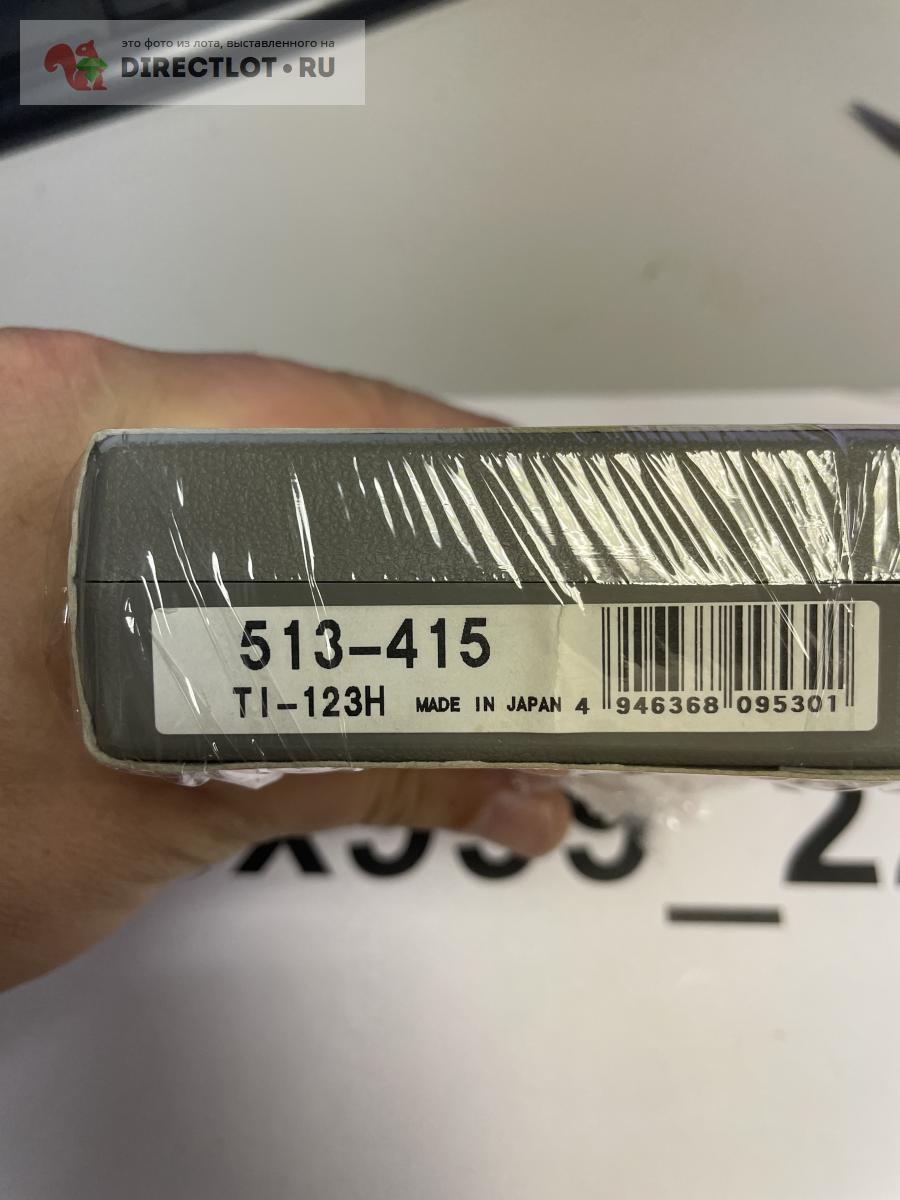 это фото из лота, выставленного на
DIRECTLOT•RU
513-415
TI-123H MADE IN JAPAN 4 946368 095301